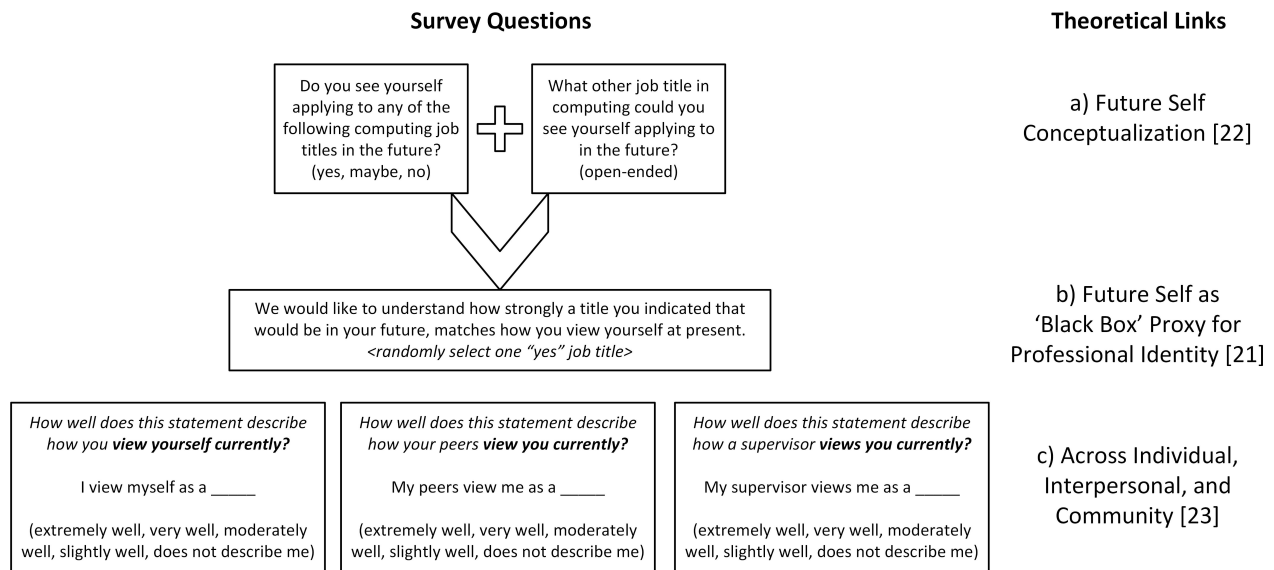 Survey Questions
Theoretical Links
Do you see yourself
applying to any of the
following computing job
titles in the future?
(yes, maybe, no)
What other job title in
computing could you
see yourself applying to
in the future?
(open-ended)
a) Future Self
Conceptualization [22]
We would like to understand how strongly a title you indicated that
would be in your future, matches how you view yourself at present.
<randomly select one “yes” job title>
b) Future Self as
‘Black Box’ Proxy for
Professional Identity [21]
How well does this statement describe
how you view yourself currently?
I view myself as a _____
(extremely well, very well, moderately
well, slightly well, does not describe me)
How well does this statement describe
how your peers view you currently?
My peers view me as a _____
(extremely well, very well, moderately
well, slightly well, does not describe me)
How well does this statement describe
how a supervisor views you currently?
My supervisor views me as a _____
(extremely well, very well, moderately
well, slightly well, does not describe me)
c) Across Individual,
Interpersonal, and
Community [23]